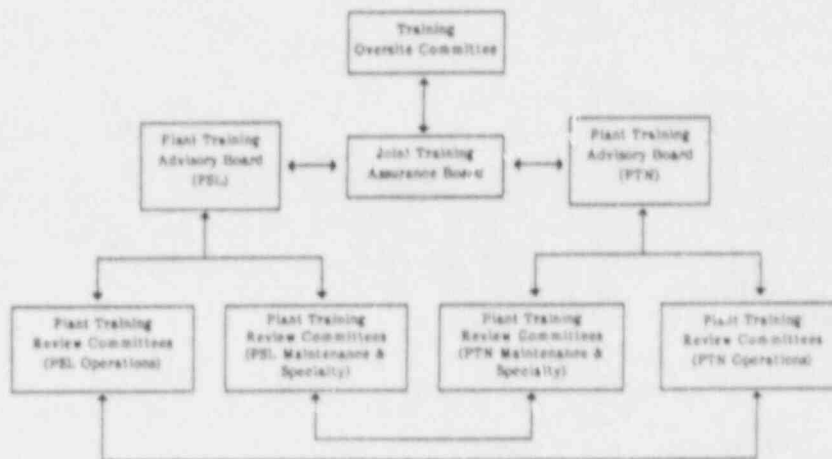 Training
Oversite Committee
Plant Training
Advisory Board
(PSL)
Joint Training
Assurance Board
Plant Training
Advisory Board
(PTN)
Plant Training
Review Committees
(PSL Operations)
Plant Training
Review Committees
(PSL Maintenance &
Specialty)
Plant Training
Review Committees
(PTN Maintenance &
Specialty)
Plant Training
Review Committees
(PTN Operations)